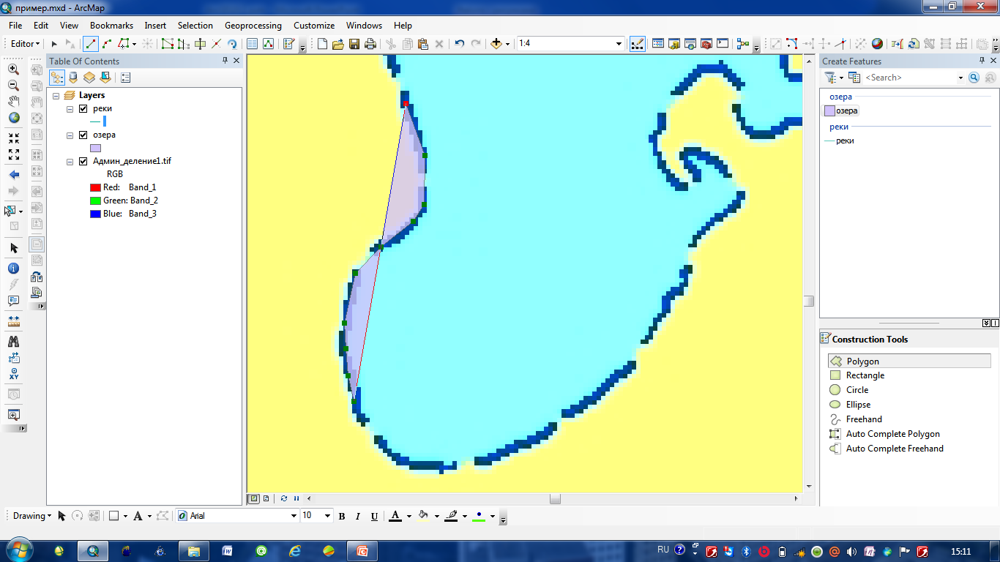 пример.mxd - ArcMap
File Edit View Bookmarks Insert Selection Geoprocessing Customize Windows Help
Editor 1:4
Table Of Contents
Layers
реки
озера
Админ_деление1.tif
RGB
Red: Band_1
Green: Band_2
Blue: Band_3
XY
Create Features
<Search>
озера
озера
реки
реки
Construction Tools
Polygon
Rectangle
Circle
Ellipse
Freehand
Auto Complete Polygon
Auto Complete Freehand
Drawing A Arial 10 B I U A
RU 15:11